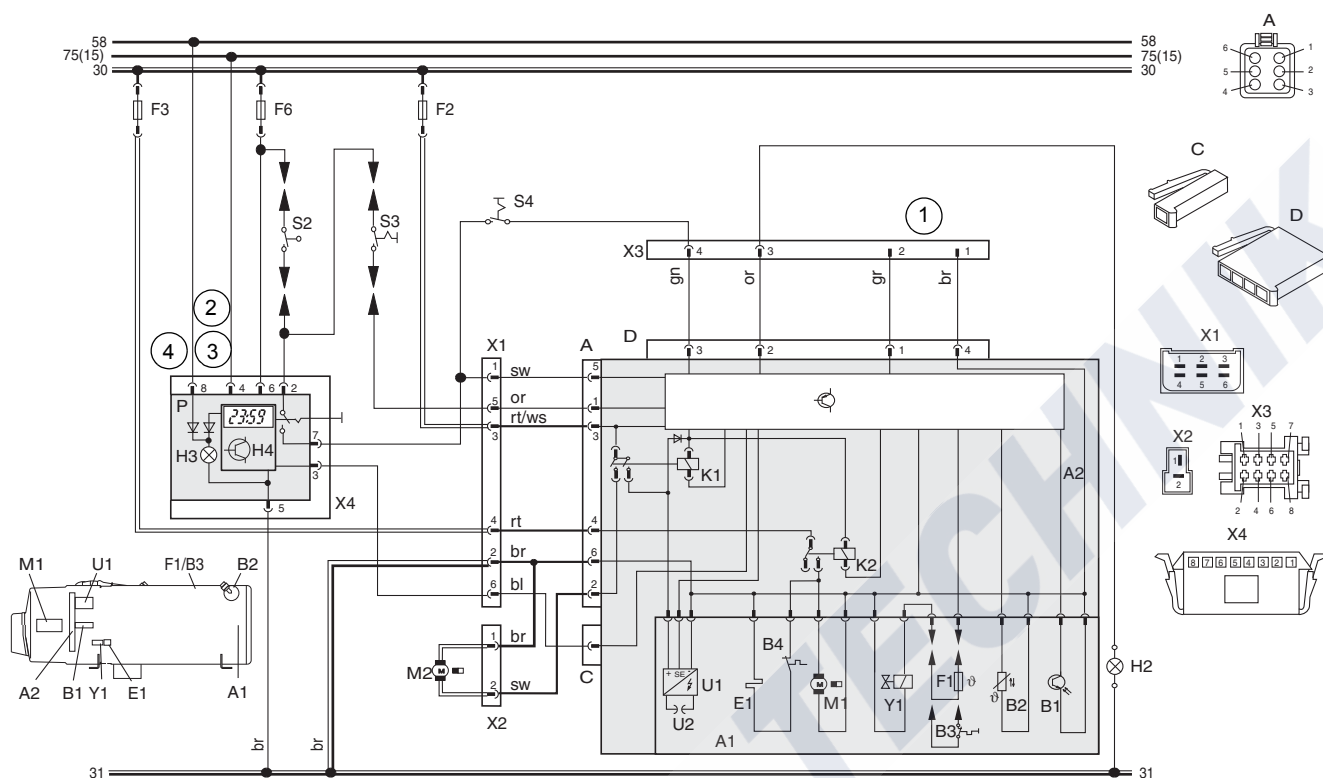 58
75(15)
30
58
75(15)
30
A
6 1
5 2
4 3
F3
F6
F2
C
S2
S3
S4
1
D
X3
4 3 2 1
gn
or
gr
br
2
4
3
X1
A
D
3 2 1 4
X1
1 2 3
4 5 6
8 4 6 2
P
23:59
H3
H4
7
3
5
X4
1 sw 5
5 or 1
3 rt/ws 3
4 rt 4
2 br 6
6 bl 2
C
K1
K2
A2
X2
1
2
X3
1 3 5 7
2 4 6 8
X4
8 7 6 5 4 3 2 1
M1
U1
F1/B3
B2
A2
B1
Y1
E1
A1
M2
M
1 br
2 sw
X2
+ SE -
U1
U2
E1
B4
M
M1
Y1
F1
ϑ
B3
ϑ
B2
B1
A1
H2
br
br
31
31
TECHNIK